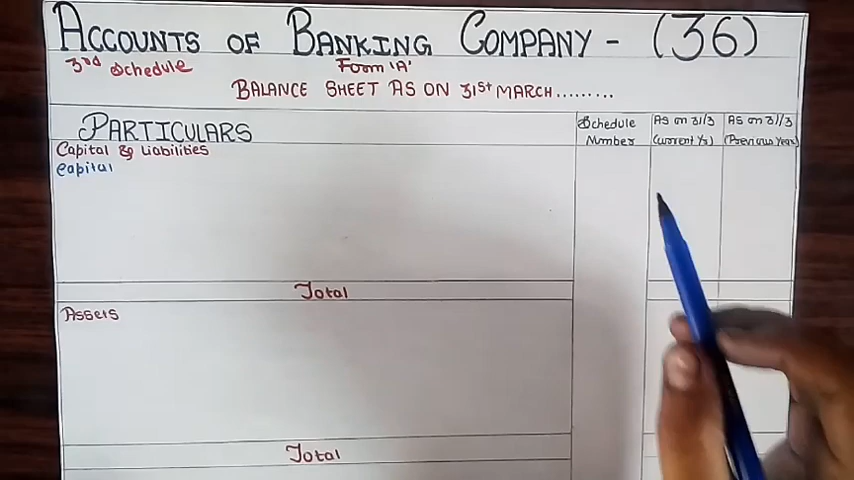 ACCOUNTS OF BANKING COMPANY - (36)
3rd Schedule Form 'A'
BALANCE SHEET AS ON 31st MARCH.........
PARTICULARS Schedule Number As on 31/3 (Current Yr) As on 31/3 (Previous Year)
Capital & Liabilities
Capital
Total
Assets
Total